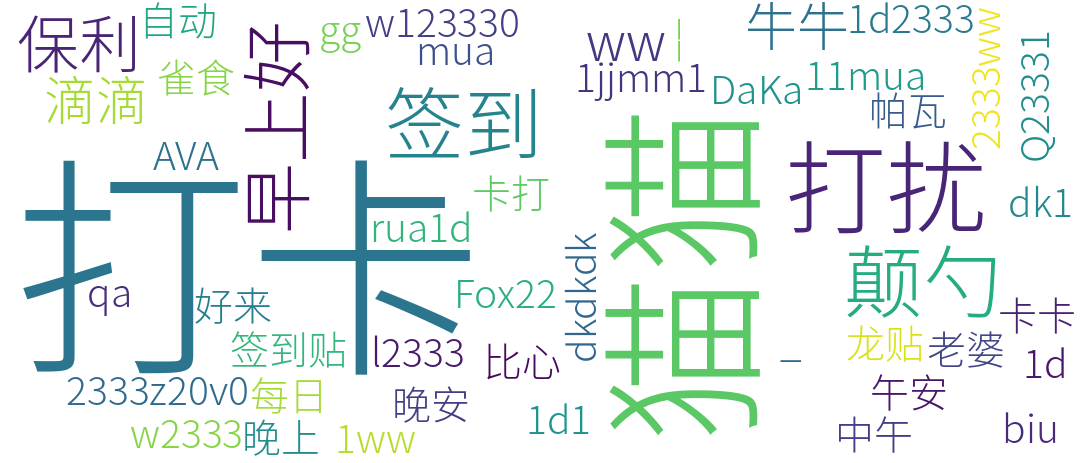 保利
自动
gg
w123330
mua
滴滴
雀食
早上好
签到
AVA
打卡
卡打
rua1d
qa
好来
Fox22
签到贴
l2333
比心
2333z20v0
每日
晚安
w2333
晚上
1ww
1d1
dkdkdk
ww
|
牛牛
1d2333
1jjmm1
DaKa
11mua
2333ww
Q23331
帕瓦
猫猫
打扰
dk1
颠勺
卡卡
龙贴
老婆
_
1d
午安
中午
biu